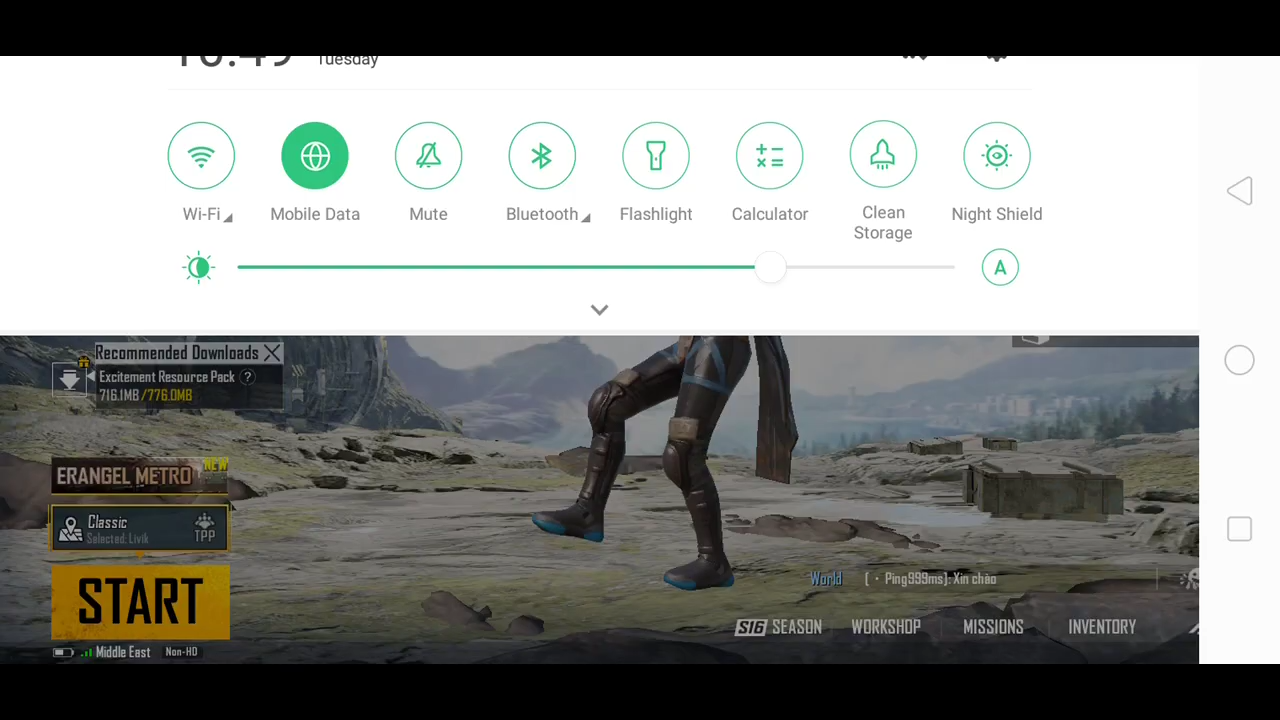 Tuesday
Wi-Fi
Mobile Data
Mute
Bluetooth
Flashlight
Calculator
Clean
Storage
Night Shield
A
Recommended Downloads
Excitement Resource Pack ?
716.1MB/776.0MB
ERANGEL METRO NEW
Classic
Selected: Livik
TPP
START
Middle East Non-HD
World [ · Ping999ms]: Xin chào
S16 SEASON WORKSHOP MISSIONS INVENTORY